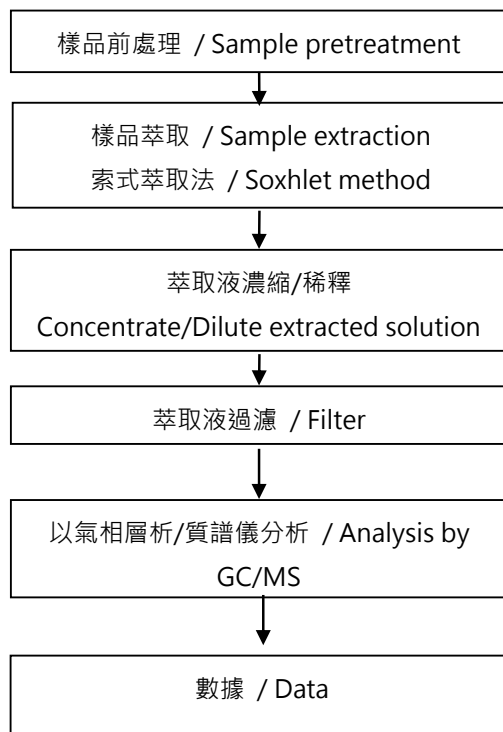 樣品前處理 / Sample pretreatment
樣品萃取 / Sample extraction
索式萃取法 / Soxhlet method
萃取液濃縮/稀釋
Concentrate/Dilute extracted solution
萃取液過濾 / Filter
以氣相層析/質譜儀分析 / Analysis by
GC/MS
數據 / Data